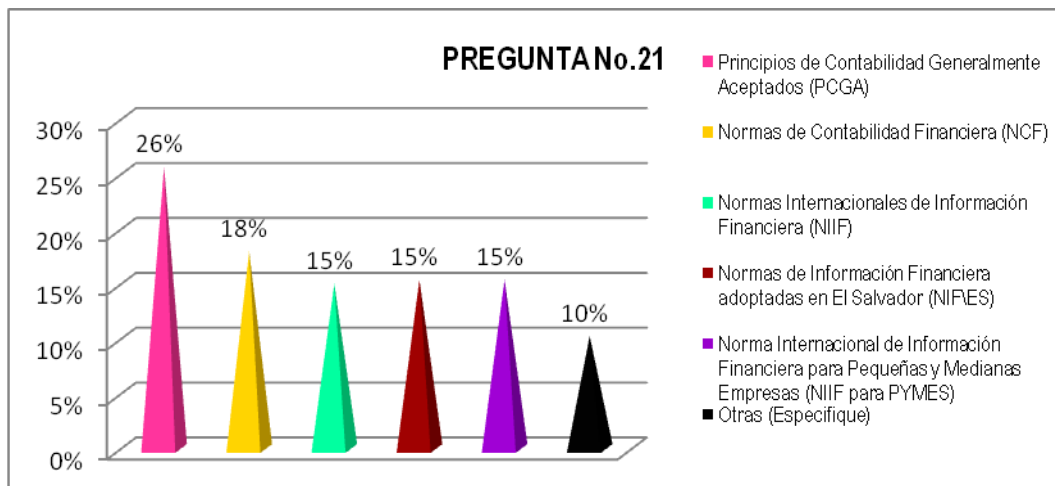 PREGUNTA No.21
30%
25%
20%
15%
10%
5%
0%
26%
18%
15%
15%
15%
10%
Principios de Contabilidad Generalmente
Aceptados (PCGA)
Normas de Contabilidad Financiera (NCF)
Normas Internacionales de Información
Financiera (NIIF)
Normas de Información Financiera
adoptadas en El Salvador (NIF\ES)
Norma Internacional de Información
Financiera para Pequeñas y Medianas
Empresas (NIIF para PYMES)
Otras (Especifique)